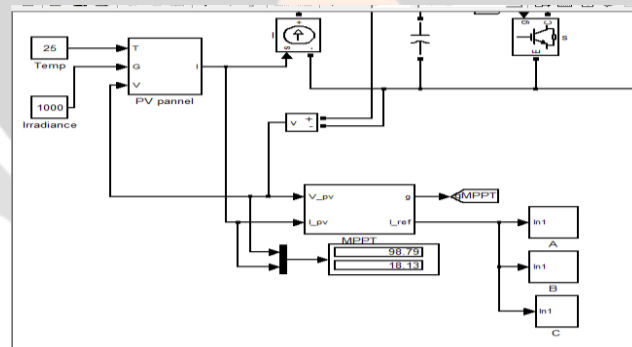 25
Temp
1000
Irradiance
T
G
V
I
PV pannel
I
+
s
-
v
+
-
g
C
E
s
V_pv
I_pv
g
I_ref
MPPT
gMPPT
98.79
18.13
In1
A
In1
B
In1
C